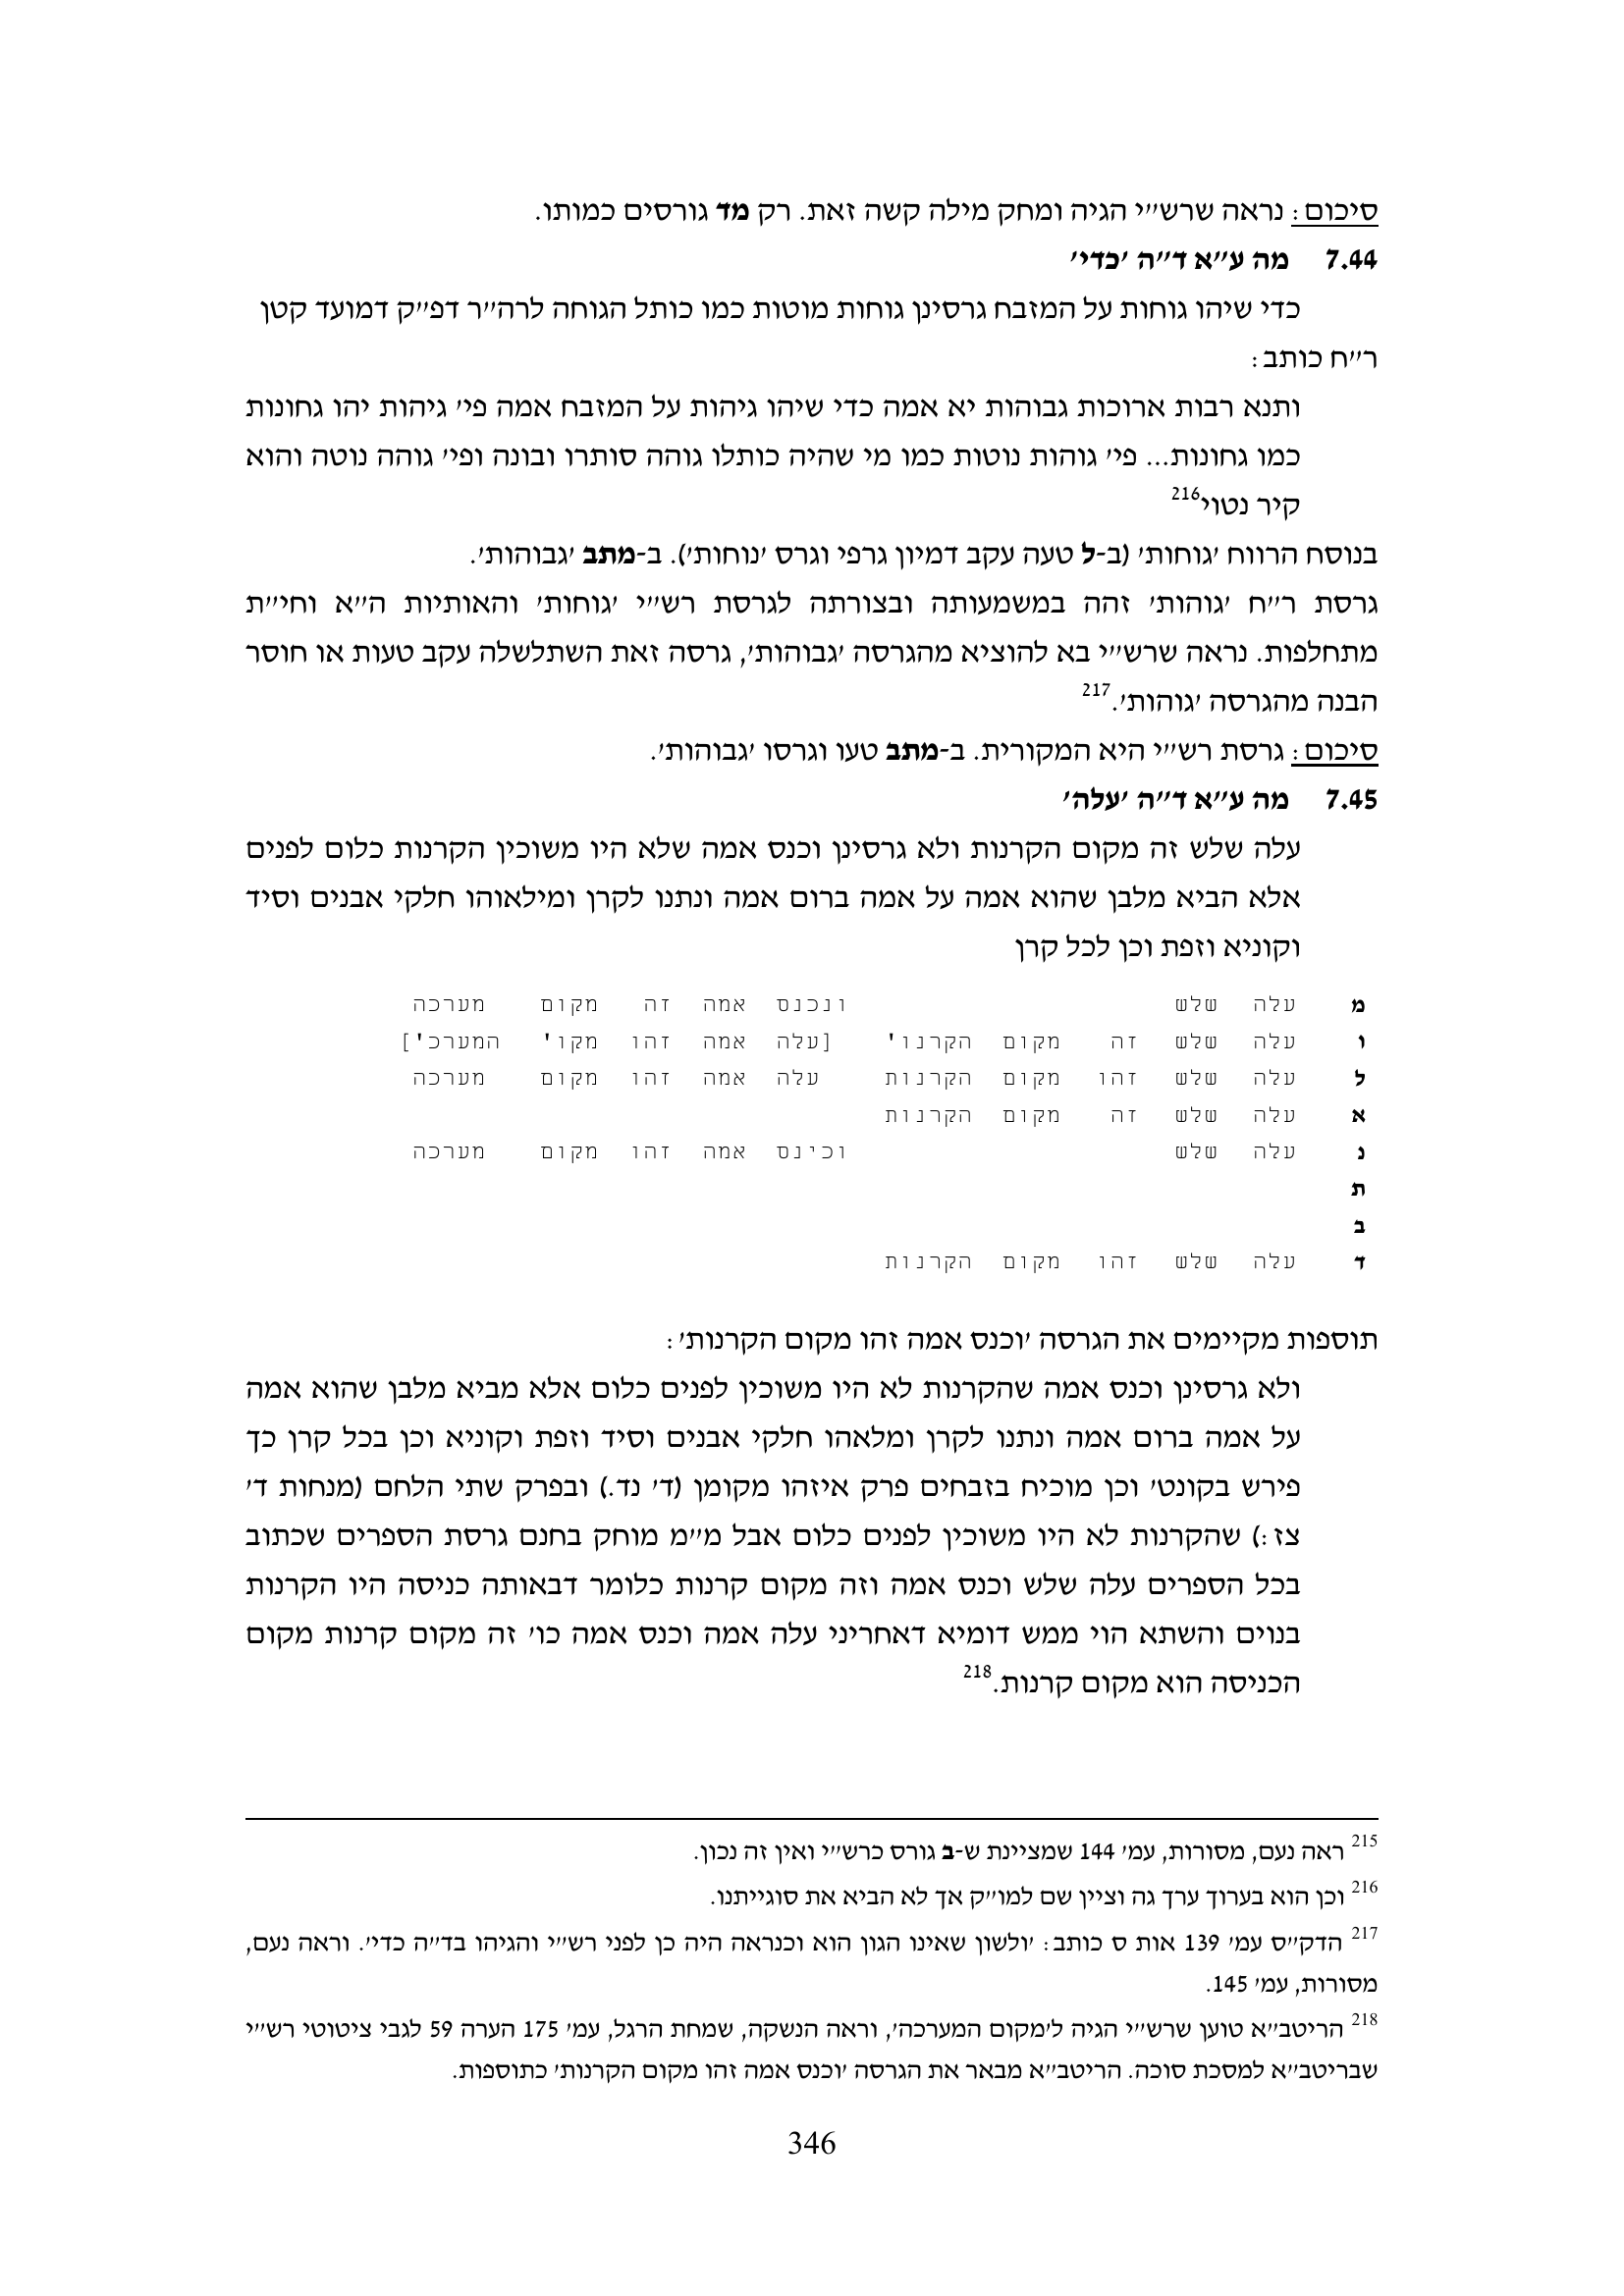 סיכום: נראה שרש״י הגיה ומחק מילה קשה זאת. רק מד גורסים כמותו.
7.44 מה ע״א ד״ה ׳כדי׳
כדי שיהו גוחות על המזבח גרסינן גוחות מוטות כמו כותל הגוחה לרה״ר דפ״ק דמועד קטן
ר״ח כותב:
ותנא רבות ארוכות גבוהות יא אמה כדי שיהו גיהות על המזבח אמה פי׳ גיהות יהו גחונות
כמו גחונות... פי׳ גוהות נוטות כמו מי שהיה כותלו גוהה סותרו ובונה ופי׳ גוהה נוטה והוא
קיר נטוי216
בנוסח הרווח ׳גוחות׳ (ב-ל טעה עקב דמיון גרפי וגרס ׳נוחות׳). ב-מתב ׳גבוהות׳.
גרסת ר״ח ׳גוהות׳ זהה במשמעותה ובצורתה לגרסת רש״י ׳גוחות׳ והאותיות ה״א וחי״ת
מתחלפות. נראה שרש״י בא להוציא מהגרסה ׳גבוהות׳, גרסה זאת השתלשלה עקב טעות או חוסר
הבנה מהגרסה ׳גוהות׳.217
סיכום: גרסת רש״י היא המקורית. ב-מתב טעו וגרסו ׳גבוהות׳.
7.45 מה ע״א ד״ה ׳עלה׳
עלה שלש זה מקום הקרנות ולא גרסינן וכנס אמה שלא היו משוכין הקרנות כלום לפנים
אלא הביא מלבן שהוא אמה על אמה ברום אמה ונתנו לקרן ומילאוהו חלקי אבנים וסיד
וקוניא וזפת וכן לכל קרן
מ עלה שלש ונכנס אמה זה מקום מערכה
ו עלה שלש זה מקום הקרנו' [עלה אמה זהו מקו' המערכ']
ל עלה שלש זהו מקום הקרנות עלה אמה זהו מקום מערכה
א עלה שלש זה מקום הקרנות
נ עלה שלש וכינס אמה זהו מקום מערכה
ת
ב
ד עלה שלש זהו מקום הקרנות
תוספות מקיימים את הגרסה ׳וכנס אמה זהו מקום הקרנות׳:
ולא גרסינן וכנס אמה שהקרנות לא היו משוכין לפנים כלום אלא מביא מלבן שהוא אמה
על אמה ברום אמה ונתנו לקרן ומלאהו חלקי אבנים וסיד וזפת וקוניא וכן בכל קרן כך
פירש בקונט׳ וכן מוכיח בזבחים פרק איזהו מקומן (ד׳ נד.) ובפרק שתי הלחם (מנחות ד׳
צז:) שהקרנות לא היו משוכין לפנים כלום אבל מ״מ מוחק בחנם גרסת הספרים שכתוב
בכל הספרים עלה שלש וכנס אמה וזה מקום קרנות כלומר דבאותה כניסה היו הקרנות
בנוים והשתא הוי ממש דומיא דאחריני עלה אמה וכנס אמה כו׳ זה מקום קרנות מקום
הכניסה הוא מקום קרנות.218
215 ראה נעם, מסורות, עמ׳ 144 שמציינת ש-ב גורס כרש״י ואין זה נכון.
216 וכן הוא בערוך ערך גה וציין שם למו״ק אך לא הביא את סוגייתנו.
217 הדק״ס עמ׳ 139 אות ס כותב: ׳ולשון שאינו הגון הוא וכנראה היה כן לפני רש״י והגיהו בד״ה כדי׳. וראה נעם,
מסורות, עמ׳ 145.
218 הריטב״א טוען שרש״י הגיה ל׳מקום המערכה׳, וראה הנשקה, שמחת הרגל, עמ׳ 175 הערה 59 לגבי ציטוטי רש״י
שבריטב״א למסכת סוכה. הריטב״א מבאר את הגרסה ׳וכנס אמה זהו מקום הקרנות׳ כתוספות.
346